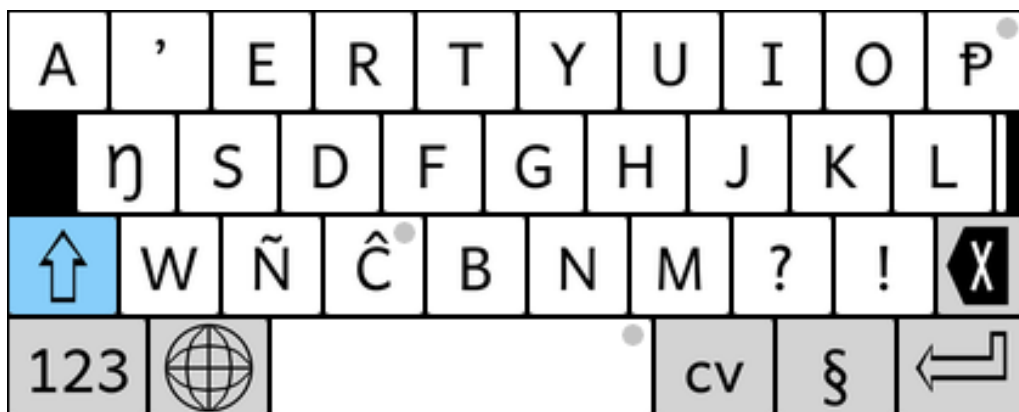 A ’ E R T Y U I O Ᵽ
Ŋ S D F G H J K L
W Ñ Ĉ B N M ? ! X
123 cv §